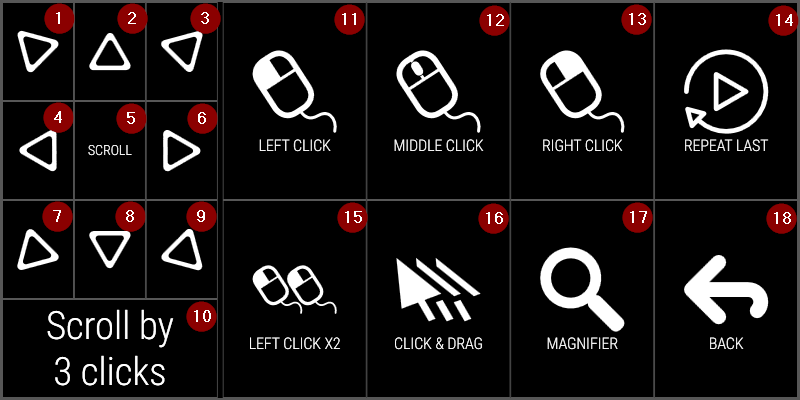 1
2
3
4
SCROLL
5
6
7
8
9
Scroll by
3 clicks
10
11
LEFT CLICK
12
MIDDLE CLICK
13
RIGHT CLICK
14
REPEAT LAST
15
LEFT CLICK X2
16
CLICK & DRAG
17
MAGNIFIER
18
BACK